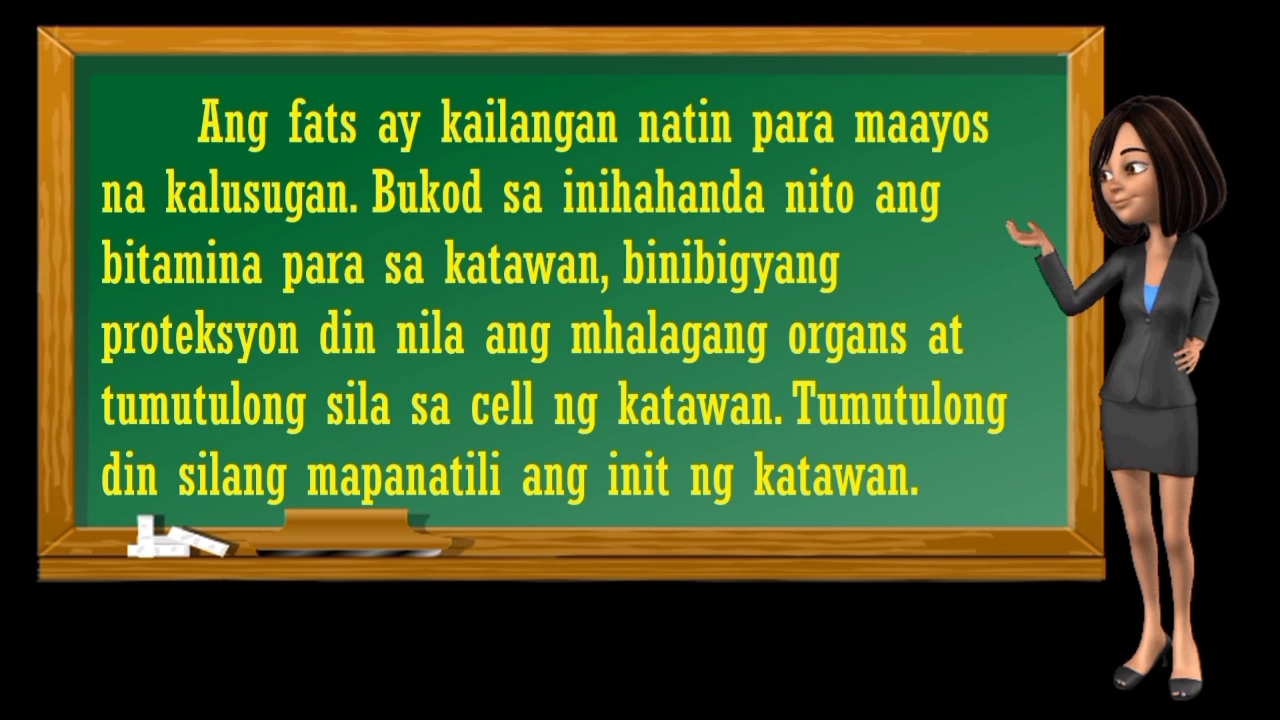 Ang fats ay kailangan natin para maayos
na kalusugan. Bukod sa inihahanda nito ang
bitamina para sa katawan, binibigyang
proteksyon din nila ang mhalagang organs at
tumutulong sila sa cell ng katawan. Tumutulong
din silang mapanatili ang init ng katawan.